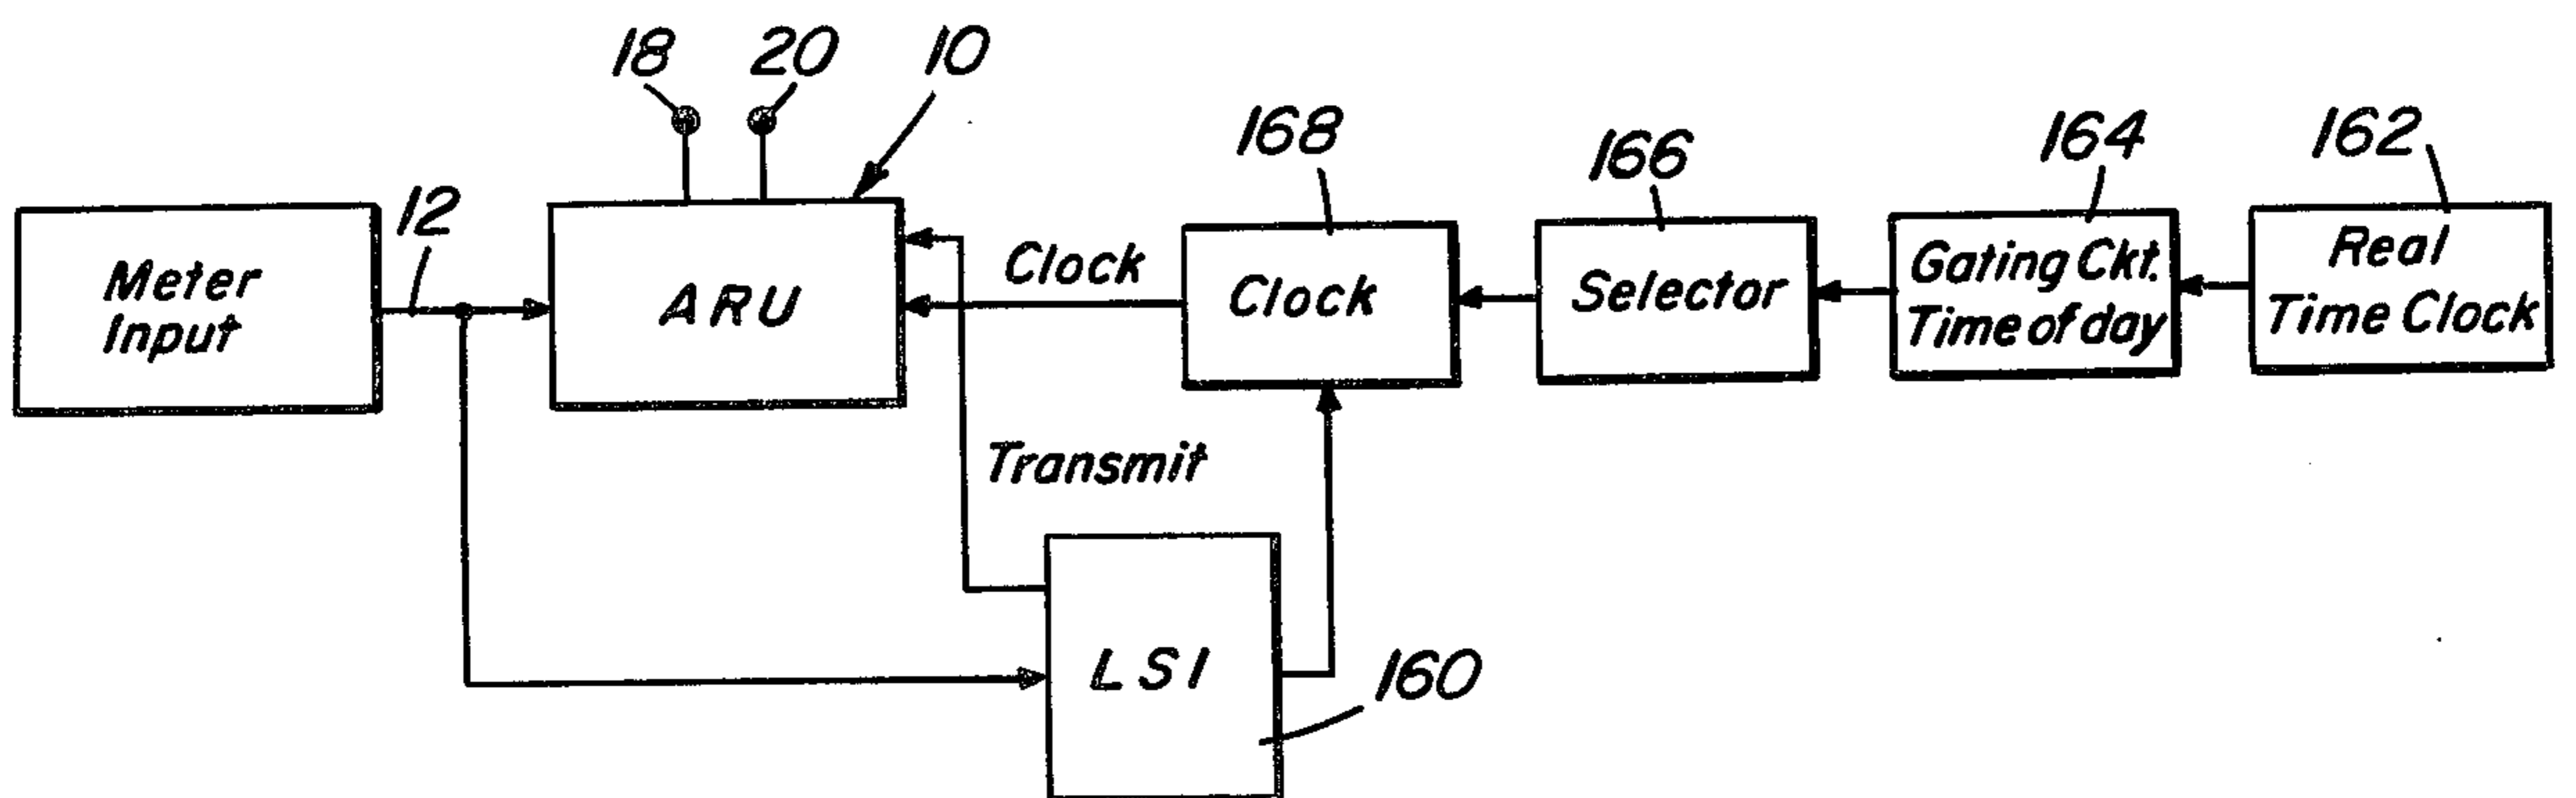 18
20
10
168
166
164
162
12
Meter
Input
ARU
Clock
Clock
Selector
Gating Ckt.
Time of day
Real
Time Clock
Transmit
LSI
160